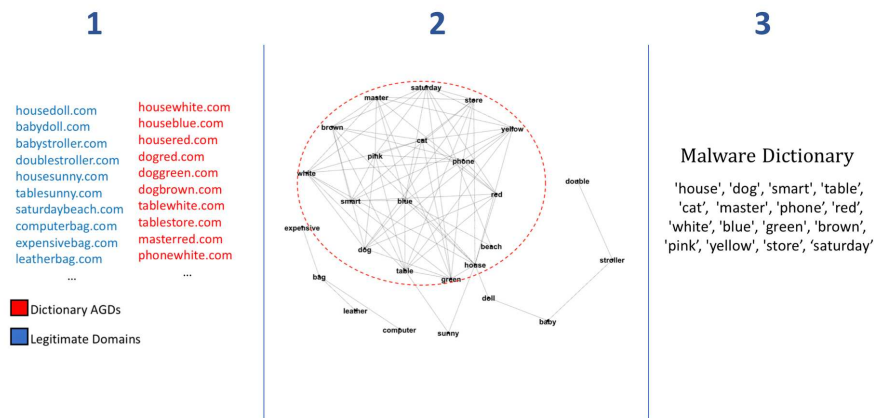 1
housedoll.com
babydoll.com
babystroller.com
doublestroller.com
housesunny.com
tablesunny.com
saturdaybeach.com
computerbag.com
expensivebag.com
leatherbag.com
...
housewhite.com
houseblue.com
housered.com
dogred.com
doggreen.com
dogbrown.com
tablewhite.com
tablestore.com
masterred.com
phonewhite.com
...
Dictionary AGDs
Legitimate Domains
2
saturday
master
store
brown
yellow
cat
pink
phone
white
double
red
smart
blue
expensive
beach
dog
house
stroller
table
bag
green
doll
leather
baby
computer
sunny
3
Malware Dictionary
'house', 'dog', 'smart', 'table',
'cat', 'master', 'phone', 'red',
'white', 'blue', 'green', 'brown',
'pink', 'yellow', 'store', 'saturday'